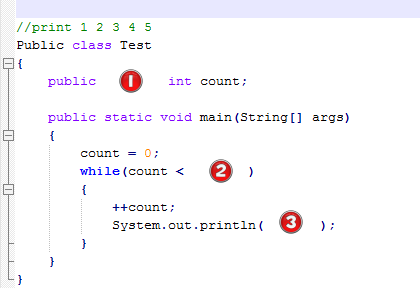 //print 1 2 3 4 5
Public class Test
{
public 1 int count;
public static void main(String[] args)
{
count = 0;
while(count < 2 )
{
++count;
System.out.println( 3 );
}
}
}